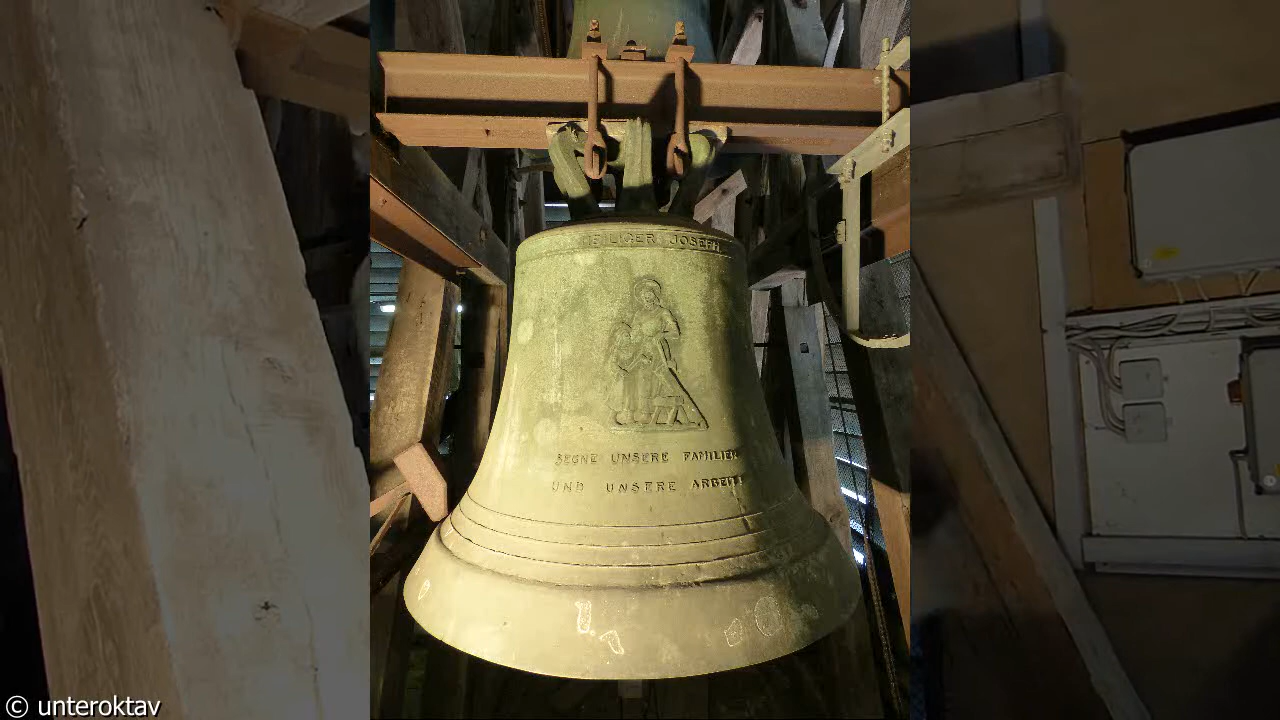 HEILIGER JOSEPH
SEGNE UNSERE FAMILIEN
UND UNSERE ARBEIT!
© unteroktav